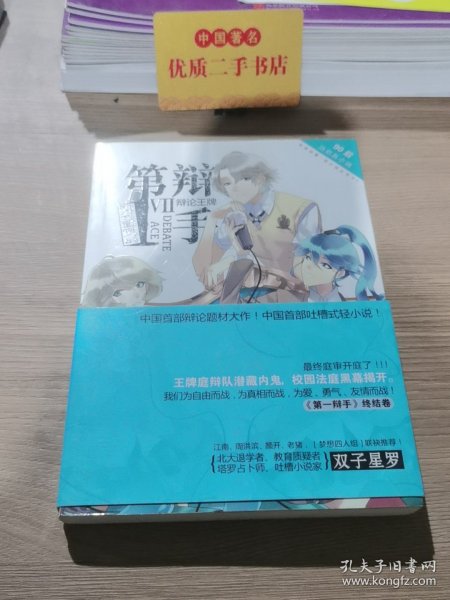 中国著名
优质二手书店
90后
第一辩手
VII
辩论王牌
DEBATE
ACE
中国首部辩论题材大作！中国首部吐槽式轻小说！
最终庭审开庭了!!!
王牌庭辩队潜藏内鬼，校园法庭黑幕揭开。
我们为自由而战，为真相而战，为爱、勇气、友情而战！
《第一辩手》终结卷
江南、周洪滨、颜开、老猪、【梦想四人组】联袂推荐！
北大退学者、教育质疑者
塔罗占卜师、吐槽小说家
双子星罗
孔夫子旧书网
www.kongfz.com